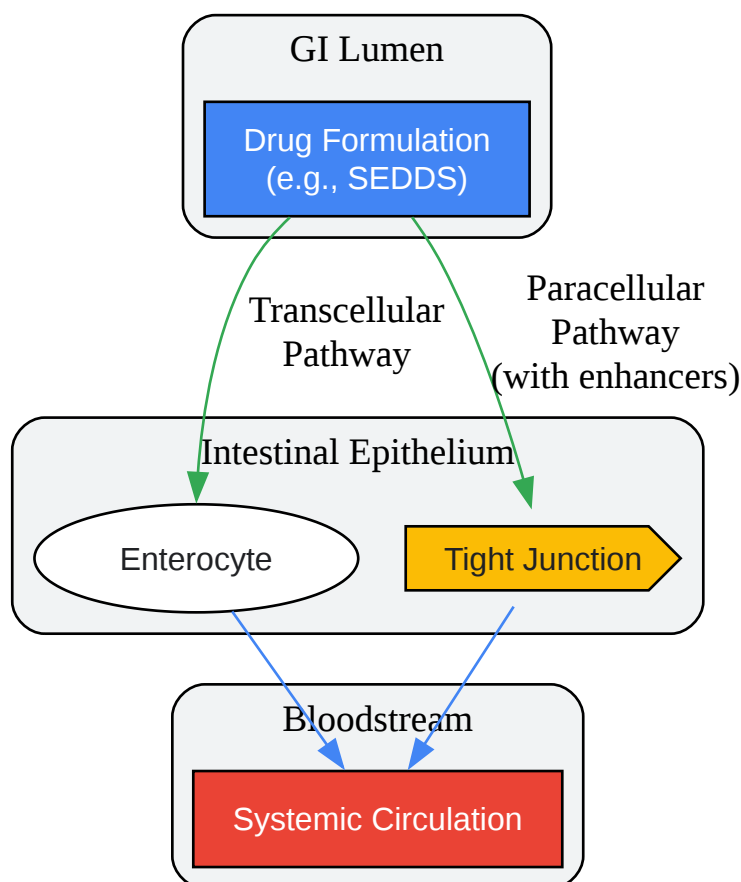 GI Lumen
Drug Formulation
(e.g., SEDDS)
Transcellular
Pathway
Paracellular
Pathway
(with enhancers)
Intestinal Epithelium
Enterocyte
Tight Junction
Bloodstream
Systemic Circulation